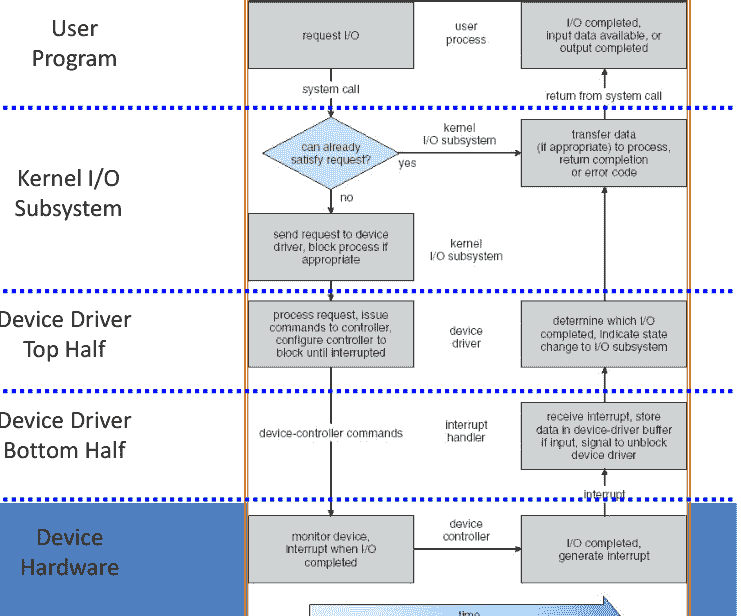 User
Program
request I/O
user
process
I/O completed,
input data available, or
output completed
system call
return from system call
Kernel I/O
Subsystem
can already
satisfy request?
yes
no
kernel
I/O subsystem
transfer data
(if appropriate) to process,
return completion
or error code
send request to device
driver, block process if
appropriate
kernel
I/O subsystem
Device Driver
Top Half
process request, issue
commands to controller,
configure controller to
block until interrupted
device
driver
determine which I/O
completed, indicate state
change to I/O subsystem
Device Driver
Bottom Half
device-controller commands
interrupt
handler
receive interrupt, store
data in device-driver buffer
if input, signal to unblock
device driver
interrupt
Device
Hardware
monitor device,
interrupt when I/O
completed
device
controller
I/O completed,
generate interrupt
time